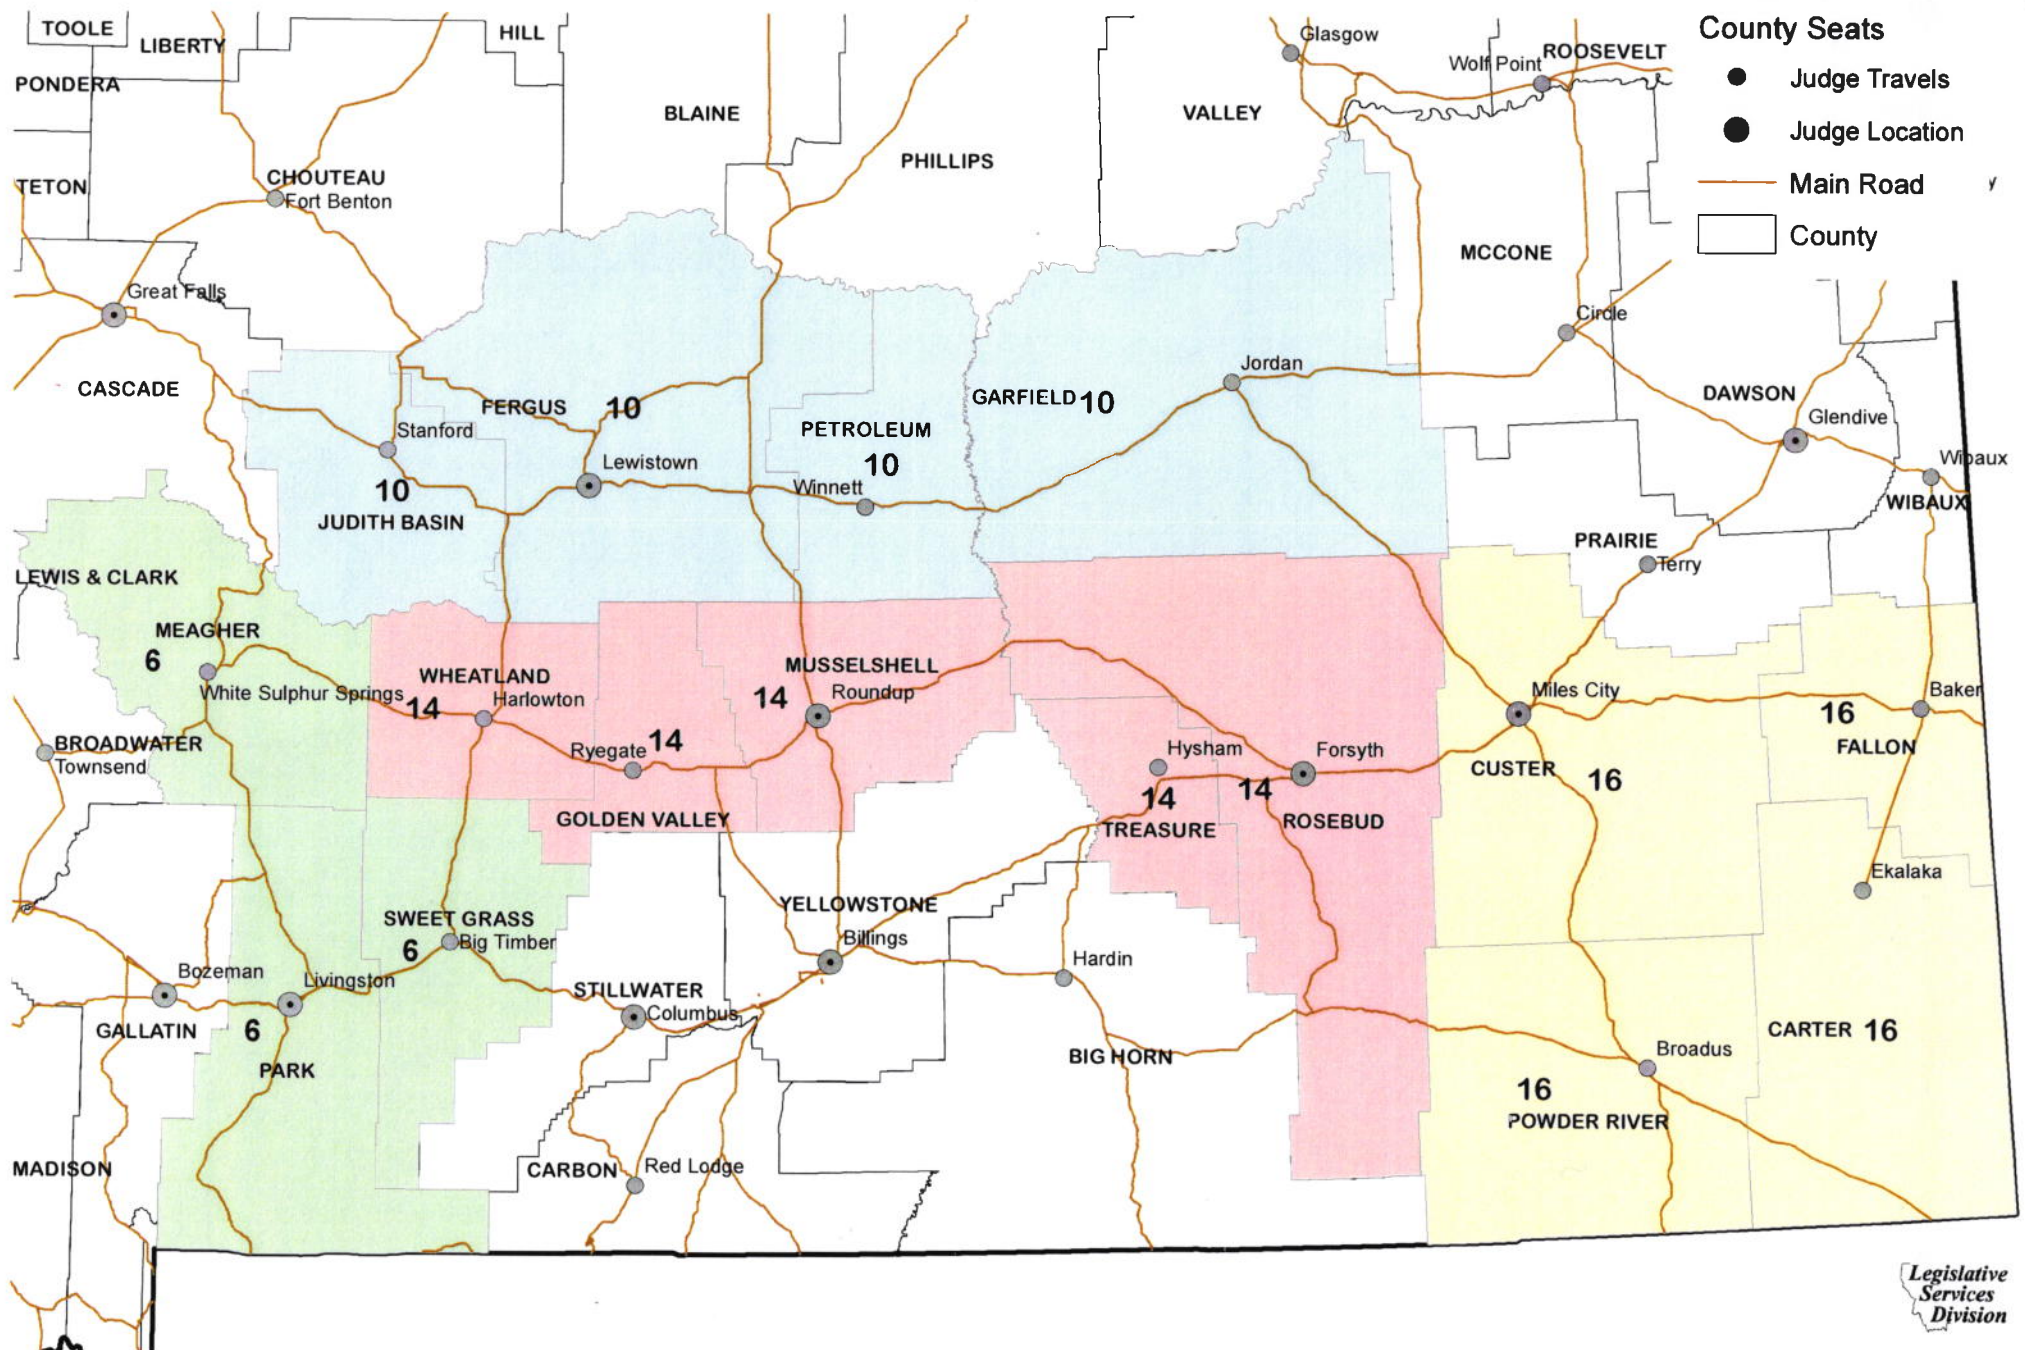 TOOLE
LIBERTY
HILL
PONDERA
BLAINE
PHILLIPS
VALLEY
Glasgow
Wolf Point
ROOSEVELT
County Seats
Judge Travels
Judge Location
Main Road
County
y
TETON
CHOUTEAU
Fort Benton
MCCONE
Great Falls
Circle
CASCADE
Stanford
FERGUS
10
PETROLEUM
10
GARFIELD 10
Jordan
DAWSON
Glendive
Lewistown
Winnett
10
JUDITH BASIN
Wibaux
WIBAUX
PRAIRIE
Terry
LEWIS & CLARK
MEAGHER
6
White Sulphur Springs
WHEATLAND
Harlowton
14
MUSSELSHELL
Roundup
14
Ryegate
14
GOLDEN VALLEY
BROADWATER
Townsend
Hysham
14
TREASURE
Forsyth
14
ROSEBUD
Miles City
CUSTER
16
Baker
16
FALLON
Ekalaka
SWEET GRASS
6
Big Timber
YELLOWSTONE
Billings
Hardin
Bozeman
Livingston
GALLATIN
6
PARK
STILLWATER
Columbus
BIG HORN
Broadus
CARTER 16
16
POWDER RIVER
MADISON
CARBON
Red Lodge
Legislative
Services
Division